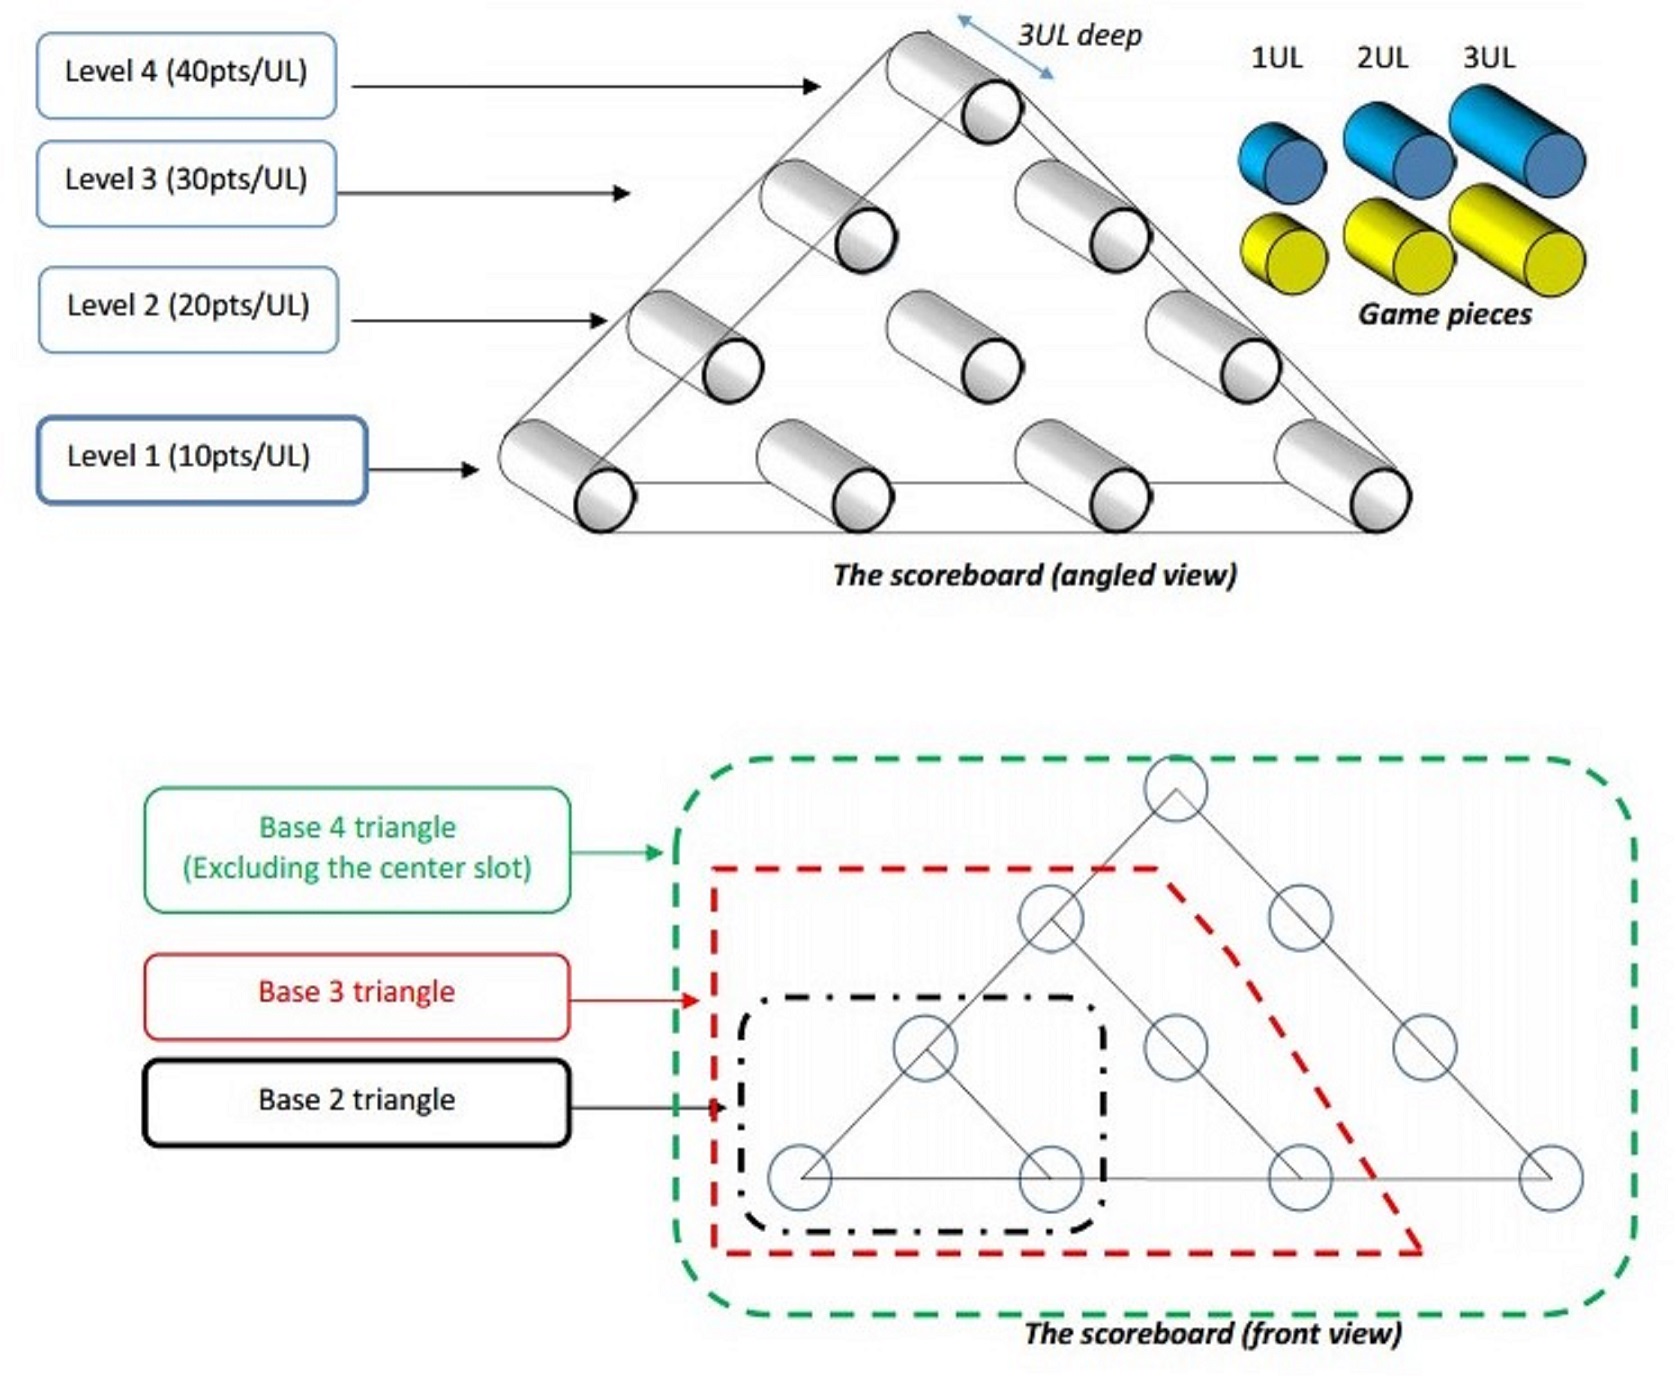 3UL deep
Level 4 (40pts/UL)
1UL 2UL 3UL
Level 3 (30pts/UL)
Level 2 (20pts/UL)
Game pieces
Level 1 (10pts/UL)
The scoreboard (angled view)
Base 4 triangle
(Excluding the center slot)
Base 3 triangle
Base 2 triangle
The scoreboard (front view)